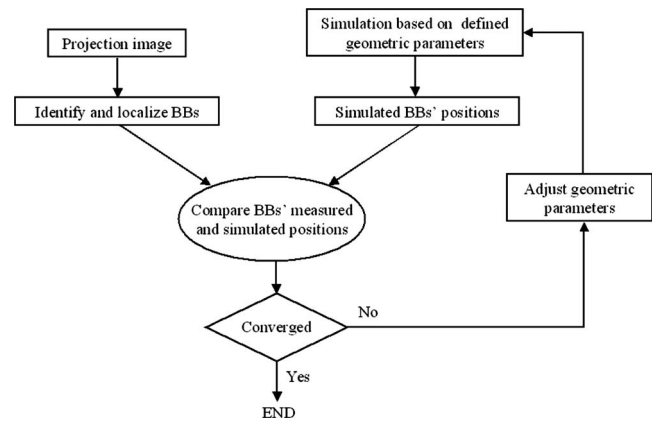 Projection image
Simulation based on defined
geometric parameters
Identify and localize BBs
Simulated BBs' positions
Adjust geometric
parameters
Compare BBs' measured
and simulated positions
Converged
No
Yes
END